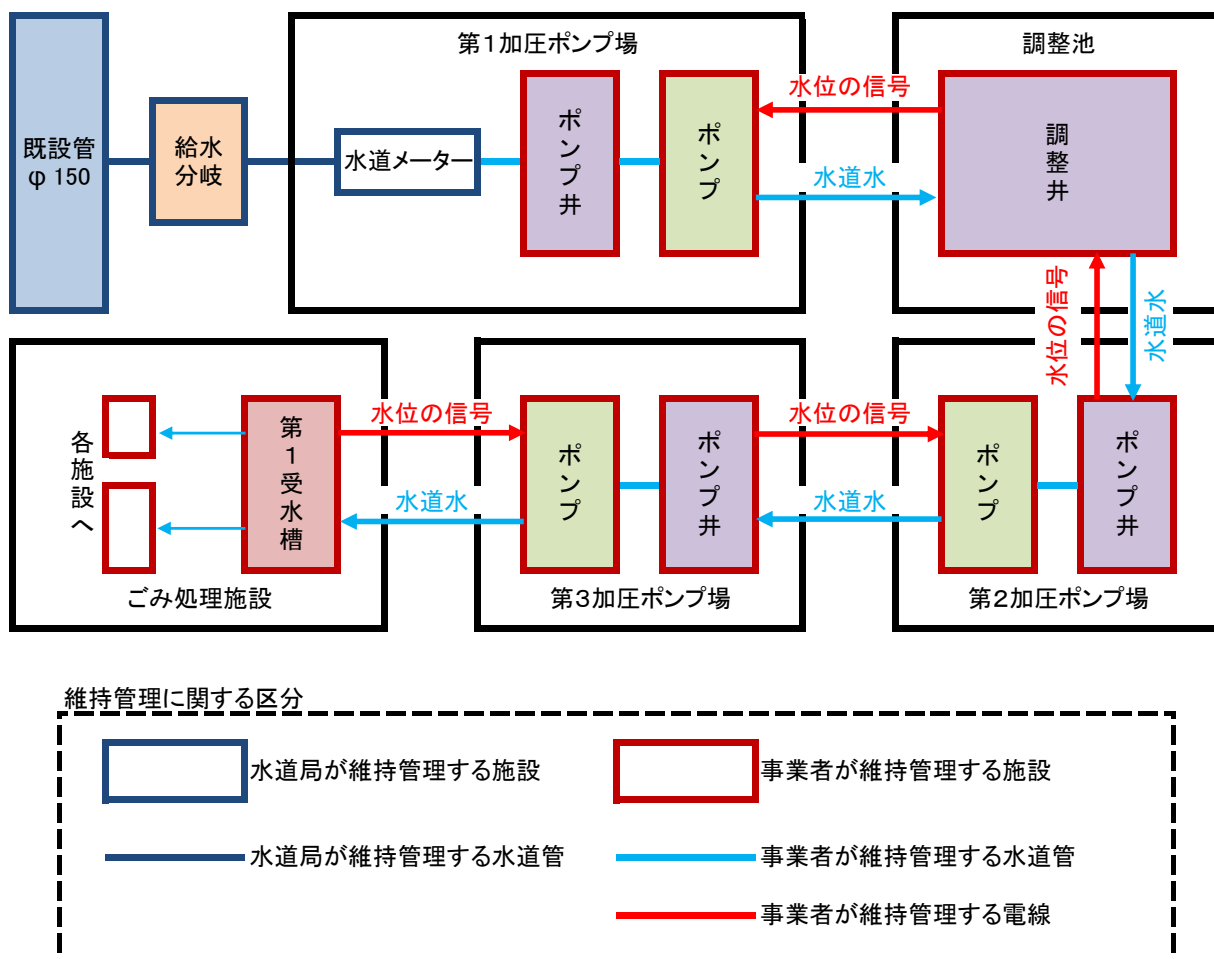 第1加圧ポンプ場
調整池
既設管
φ 150
給水
分岐
水道メーター
ポンプ井
ポンプ
水位の信号
水道水
調整井
水位の信号
水道水
各施設へ
第1受水槽
水位の信号
水道水
ポンプ
ポンプ井
水位の信号
水道水
ポンプ
ポンプ井
ごみ処理施設
第3加圧ポンプ場
第2加圧ポンプ場
維持管理に関する区分
水道局が維持管理する施設
事業者が維持管理する施設
水道局が維持管理する水道管
事業者が維持管理する水道管
事業者が維持管理する電線